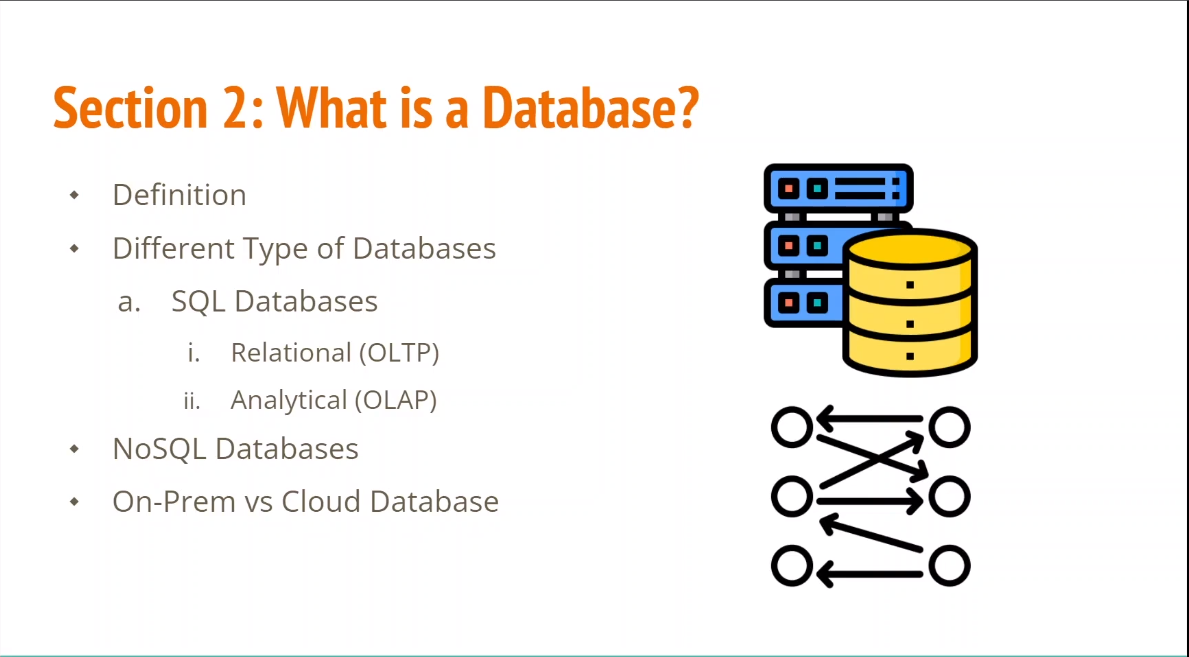 Section 2: What is a Database?
◆ Definition
◆ Different Type of Databases
a. SQL Databases
i. Relational (OLTP)
ii. Analytical (OLAP)
◆ NoSQL Databases
◆ On-Prem vs Cloud Database